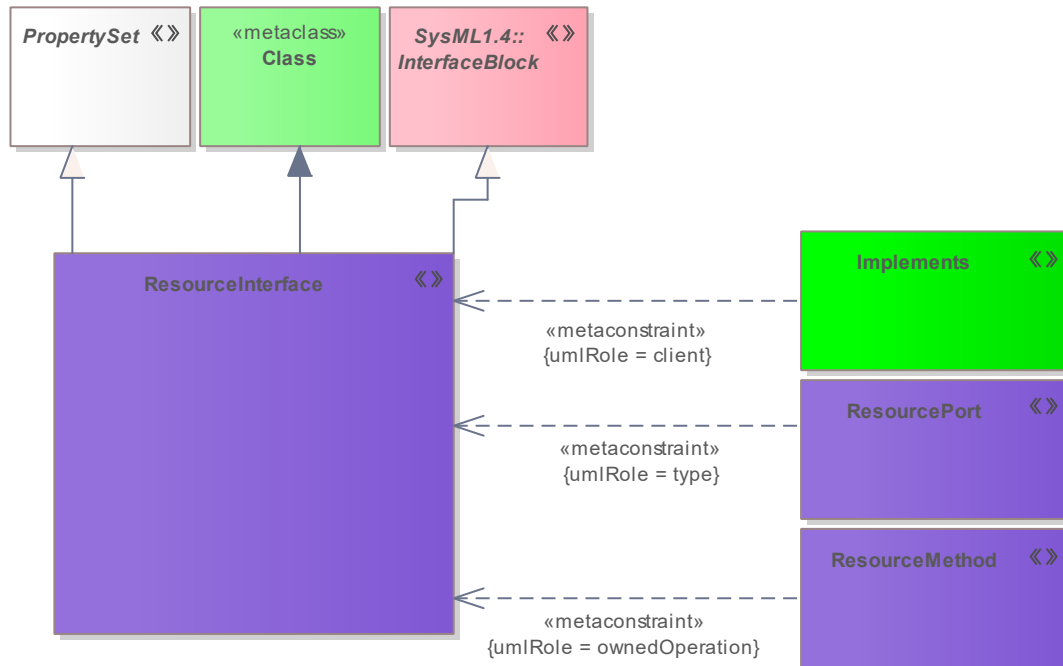 PropertySet «»
«metaclass»
Class
SysML1.4:: «»
InterfaceBlock
ResourceInterface «»
Implements «»
«metaconstraint»
{umlRole = client}
ResourcePort «»
«metaconstraint»
{umlRole = type}
ResourceMethod «»
«metaconstraint»
{umlRole = ownedOperation}